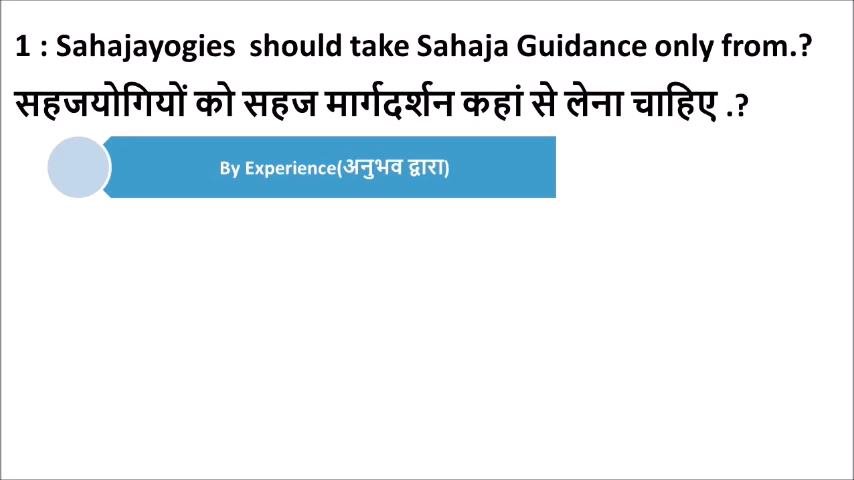 1 : Sahajayogies should take Sahaja Guidance only from.?
सहजयोगियों को सहज मार्गदर्शन कहां से लेना चाहिए .?
By Experience(अनुभव द्वारा)